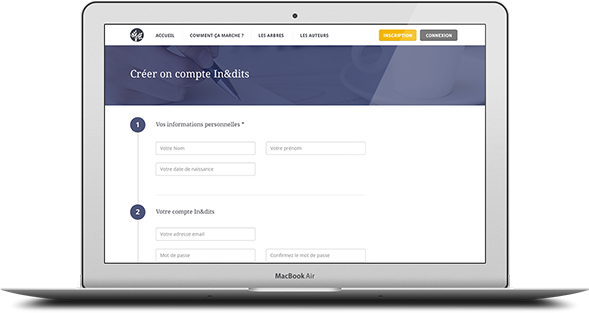 ACCUEIL COMMENT ÇA MARCHE ? LES ARBRES LES AUTEURS INSCRIPTION CONNEXION
Créer on compte In&dits
1 Vos informations personnelles *
Votre Nom Votre prénom
Votre date de naissance
2 Votre compte In&dits
Votre adresse email
Mot de passe Confirmez le mot de passe
MacBook Air